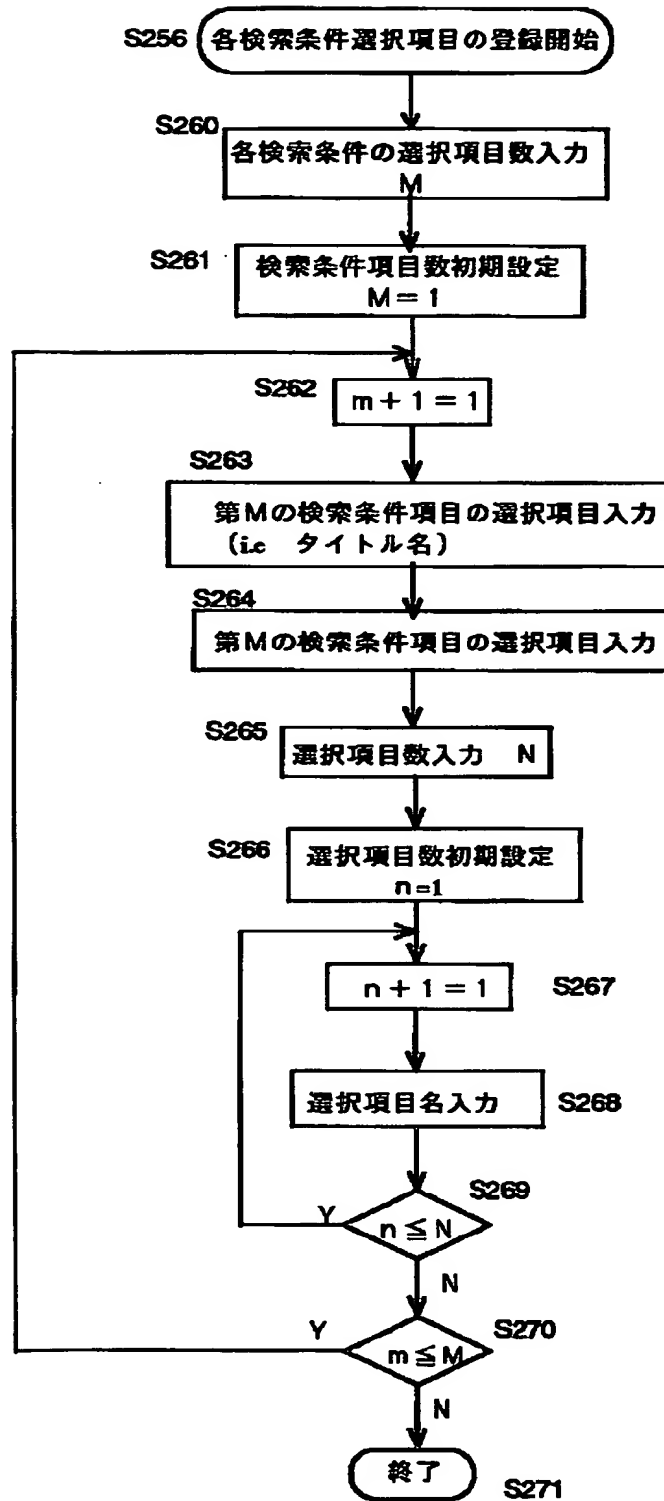 S256 各検索条件選択項目の登録開始
S260
各検索条件の選択項目数入力
M
S261
検索条件項目数初期設定
M=1
S262
m+1=1
S263
第Mの検索条件項目の選択項目入力
(i.c タイトル名)
S264
第Mの検索条件項目の選択項目入力
S265
選択項目数入力 N
S266
選択項目数初期設定
n=1
n+1=1 S267
選択項目名入力 S268
S269
Y n≦N
N
Y S270
m≦M
N
終了
S271